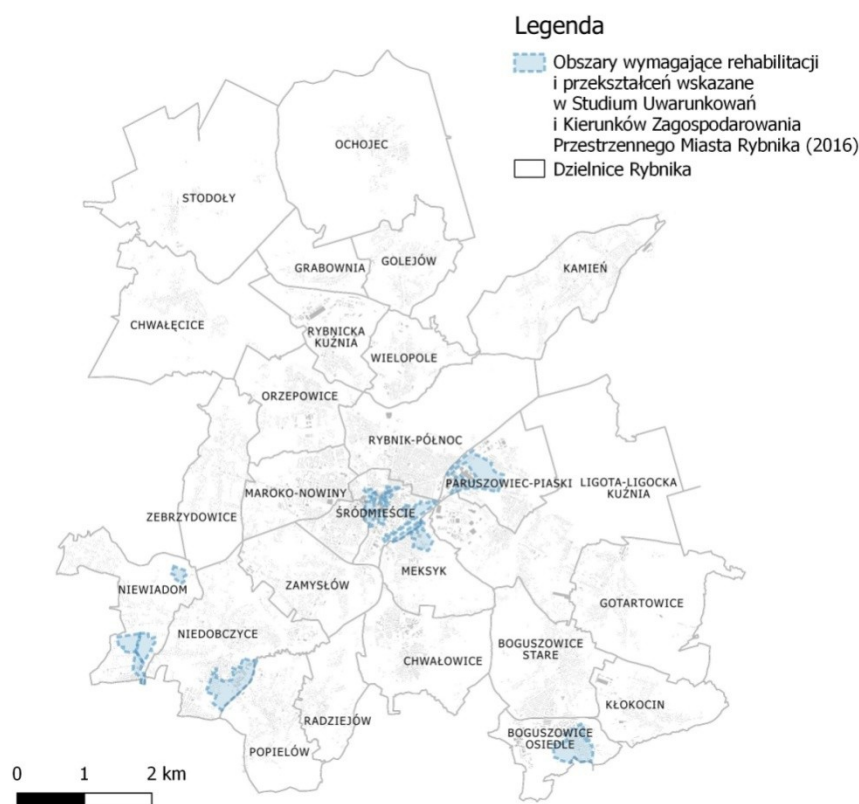 Legenda
Obszary wymagające rehabilitacji
i przekształceń wskazane
w Studium Uwarunkowań
i Kierunków Zagospodarowania
Przestrzennego Miasta Rybnika (2016)
Dzielnice Rybnika
OCHOJEC
STODOŁY
GRABOWNIA
GOLEJÓW
KAMIEŃ
CHWAŁĘCICE
RYBNICKA
KUŹNIA
WIELOPOLE
ORZEPOWICE
RYBNIK-PÓŁNOC
PARUSZOWIEC-PIASKI
LIGOTA-LIGOCKA
KUŹNIA
MAROKO-NOWINY
ŚRÓDMIEŚCIE
ZEBRZYDOWICE
MEKSYK
ZAMYSŁÓW
NIEWIADOM
GOTARTOWICE
NIEDOBCZYCE
BOGUSZOWICE
STARE
CHWAŁOWICE
KŁOKOCIN
RADZIEJÓW
BOGUSZOWICE
OSIEDLE
POPIELÓW
0 1 2 km